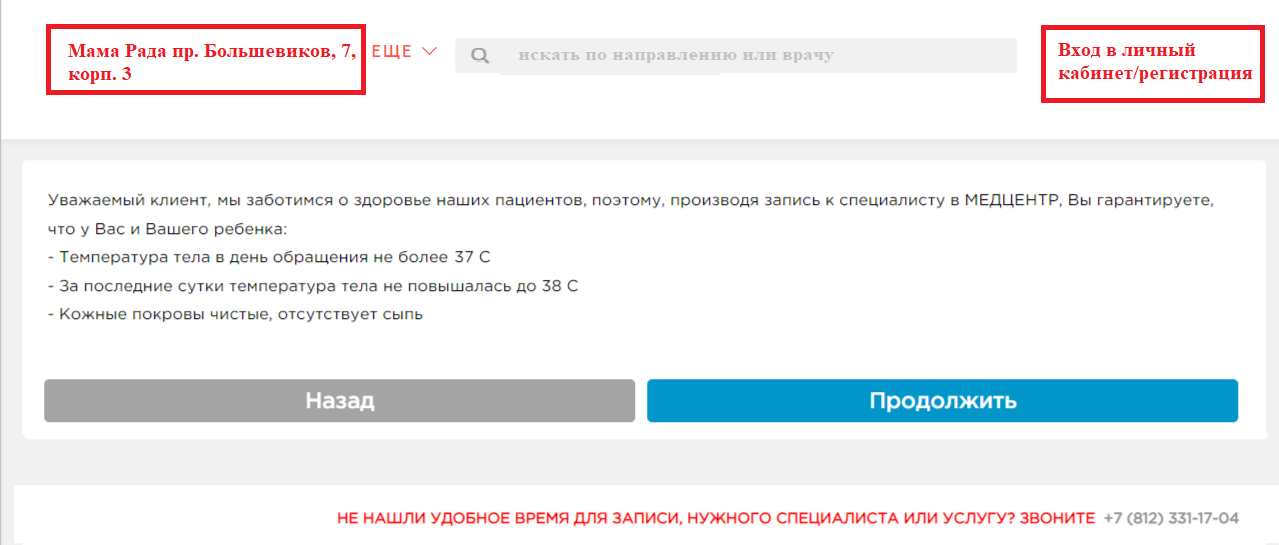 Мама Рада пр. Большевиков, 7,
корп. 3
ЕЩЕ
искать по направлению или врачу
Вход в личный
кабинет/регистрация
Уважаемый клиент, мы заботимся о здоровье наших пациентов, поэтому, производя запись к специалисту в МЕДЦЕНТР, Вы гарантируете,
что у Вас и Вашего ребенка:
- Температура тела в день обращения не более 37 С
- За последние сутки температура тела не повышалась до 38 С
- Кожные покровы чистые, отсутствует сыпь
Назад
Продолжить
НЕ НАШЛИ УДОБНОЕ ВРЕМЯ ДЛЯ ЗАПИСИ, НУЖНОГО СПЕЦИАЛИСТА ИЛИ УСЛУГУ? ЗВОНИТЕ +7 (812) 331-17-04